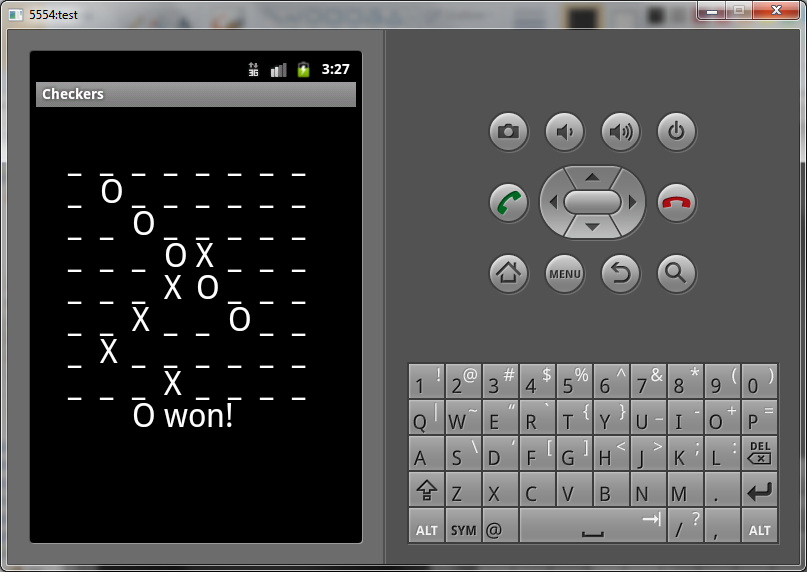 5554:test
3G 3:27
Checkers
_ _ _ _ _ _ _ _
_ O _ _ _ _ _ _
_ _ O _ _ _ _ _
_ _ _ O X _ _ _
_ _ _ X O _ _ _
_ _ X _ _ O _ _
_ X _ _ _ _ _ _
_ _ _ X _ _ _ _
O won!
MENU
1 ! 2 @ 3 # 4 $ 5 % 6 ^ 7 & 8 * 9 ( 0 )
Q | W ~ E “ R ` T { Y } U _ I - O + P =
A S \ D ‘ F [ G ] H < J > K ; L : DEL
Z X C V B N M .
ALT SYM @ / ? , ALT